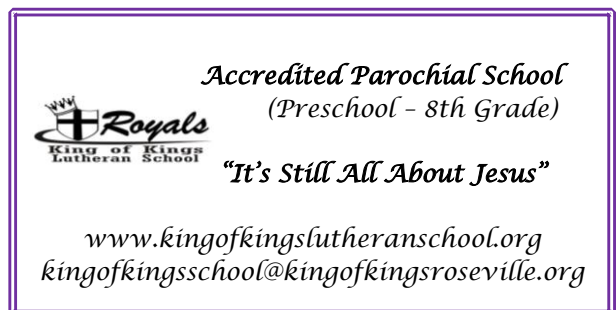 Accredited Parochial School
(Preschool – 8th Grade)
Royals
King of Kings
Lutheran School
“It’s Still All About Jesus”
www.kingofkingslutheranschool.org
kingofkingsschool@kingofkingsroseville.org